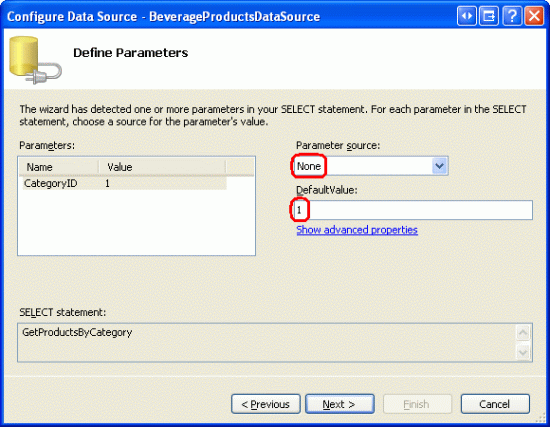 Configure Data Source - BeverageProductsDataSource
Define Parameters
The wizard has detected one or more parameters in your SELECT statement. For each parameter in the SELECT
statement, choose a source for the parameter's value.
Parameters:
Parameter source:
Name Value
None
CategoryID 1
DefaultValue:
1
Show advanced properties
SELECT statement:
GetProductsByCategory
< Previous Next > Finish Cancel